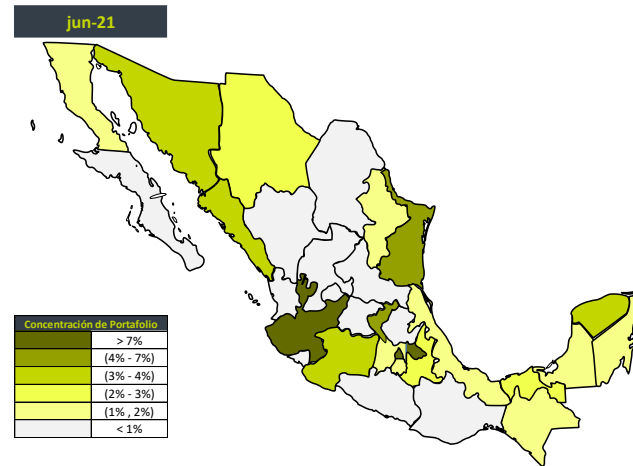 jun-21
Concentración de Portafolio
> 7%
(4% - 7%)
(3% - 4%)
(2% - 3%)
(1% , 2%)
< 1%